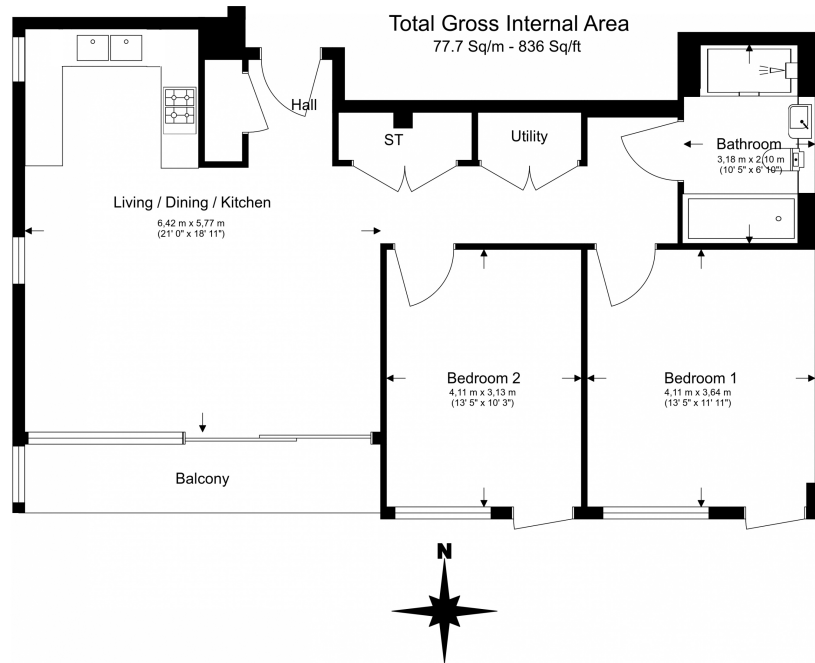 Total Gross Internal Area
77.7 Sq/m - 836 Sq/ft
Hall
ST
Utility
Bathroom
3,18 m x 2,10 m
(10' 5" x 6' 10")
Living / Dining / Kitchen
6,42 m x 5,77 m
(21' 0" x 18' 11")
Bedroom 2
4,11 m x 3,13 m
(13' 5" x 10' 3")
Bedroom 1
4,11 m x 3,64 m
(13' 5" x 11' 11")
Balcony
N